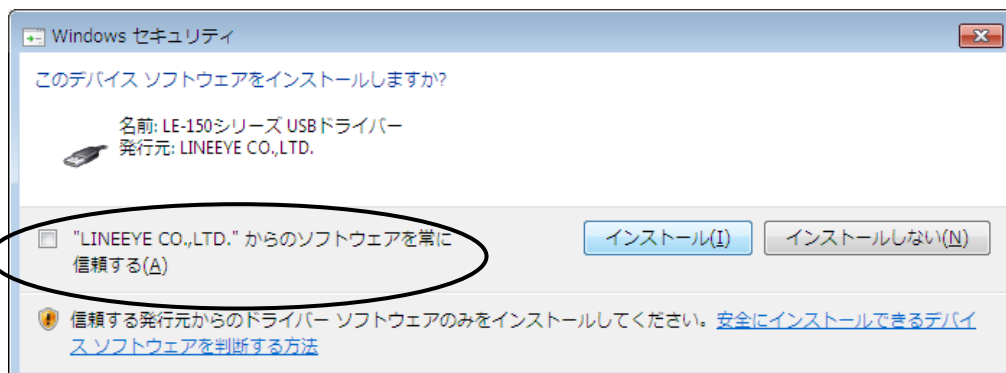 Windows セキュリティ
このデバイス ソフトウェアをインストールしますか?
名前: LE-150シリーズ USBドライバー
発行元: LINEEYE CO.,LTD.
"LINEEYE CO.,LTD." からのソフトウェアを常に
信頼する(A)
インストール(I)
インストールしない(N)
信頼する発行元からのドライバー ソフトウェアのみをインストールしてください。安全にインストールできるデバイ
ス ソフトウェアを判断する方法